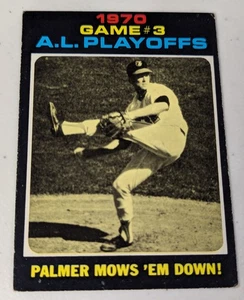 1970
GAME #3
A.L. PLAYOFFS
PALMER MOWS 'EM DOWN!